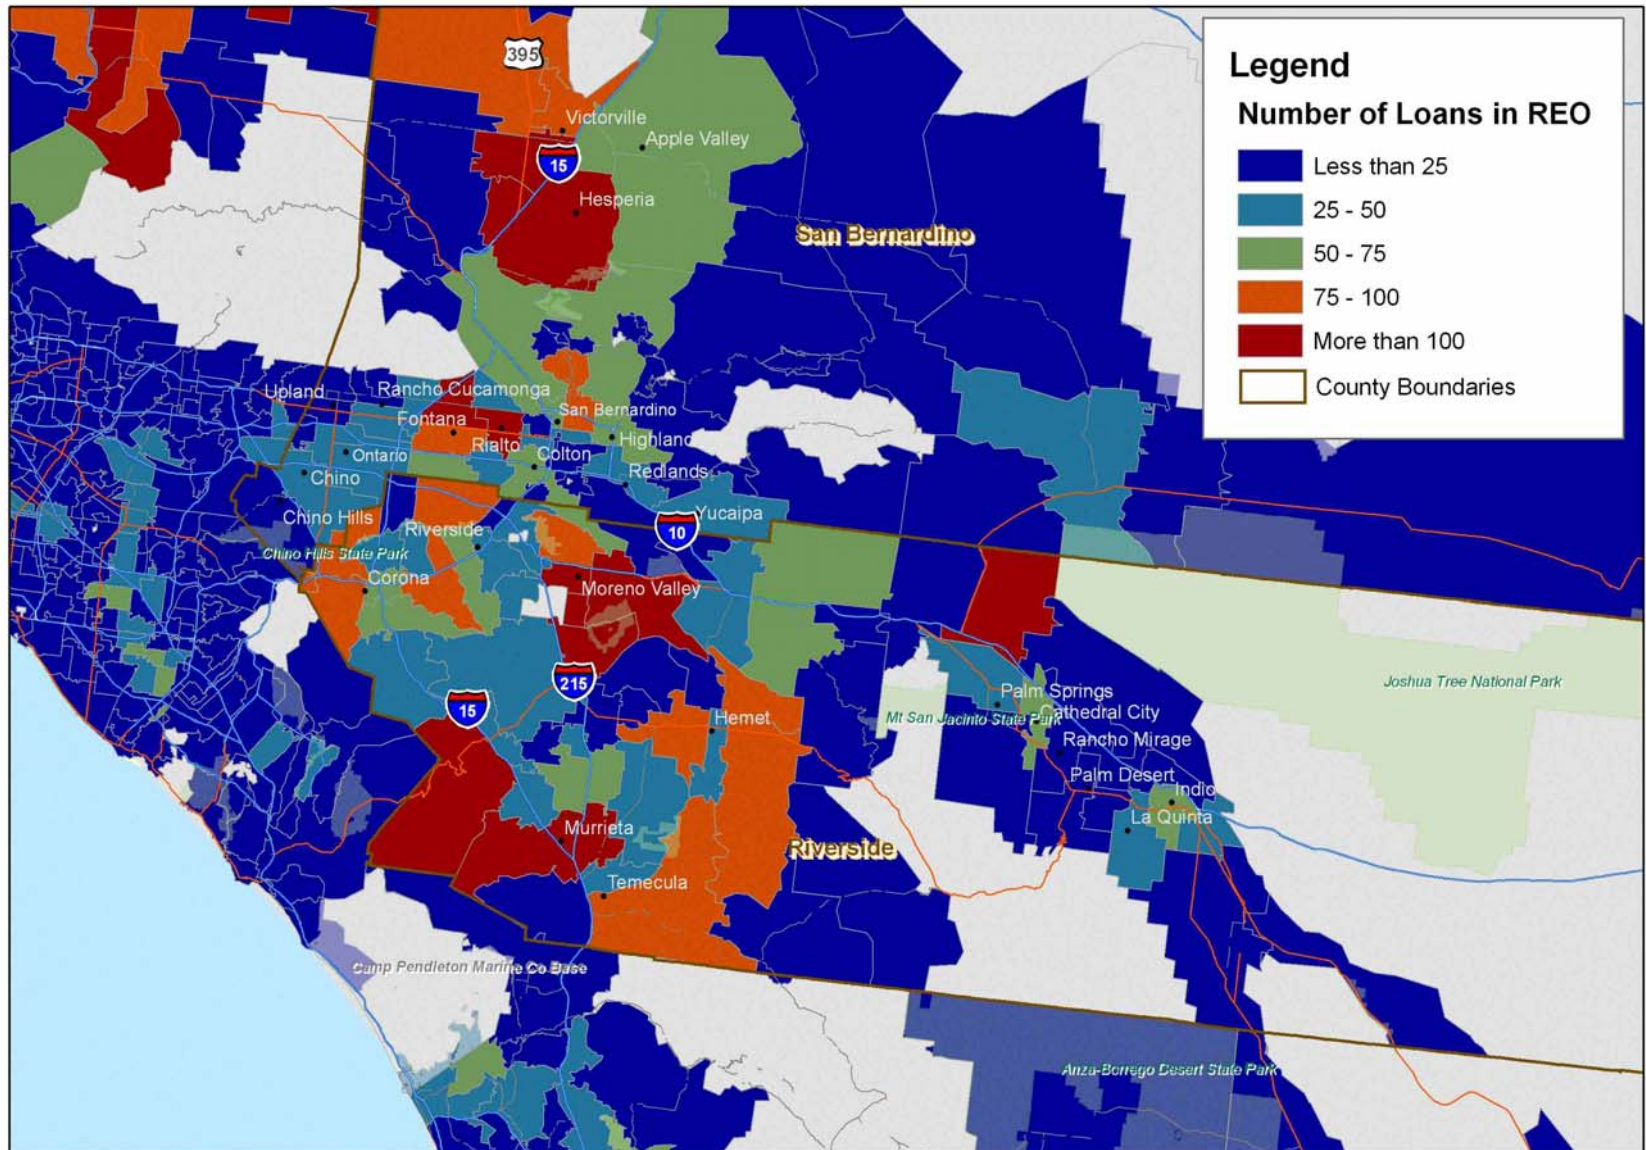 Legend
Number of Loans in REO
Less than 25
25 - 50
50 - 75
75 - 100
More than 100
County Boundaries
395
Victorville
Apple Valley
15
Hesperia
San Bernardino
Upland
Rancho Cucamonga
Fontana
San Bernardino
Rialto
Highland
Ontario
Colton
Chino
Redlands
Chino Hills
Yucaipa
Riverside
10
Chino Hills State Park
Corona
Moreno Valley
215
15
Joshua Tree National Park
Palm Springs
Hemet
Mt San Jacinto State Park
Cathedral City
Rancho Mirage
Palm Desert
Indio
La Quinta
Murrieta
Riverside
Temecula
Camp Pendleton Marine Co Base
Anza-Borrego Desert State Park